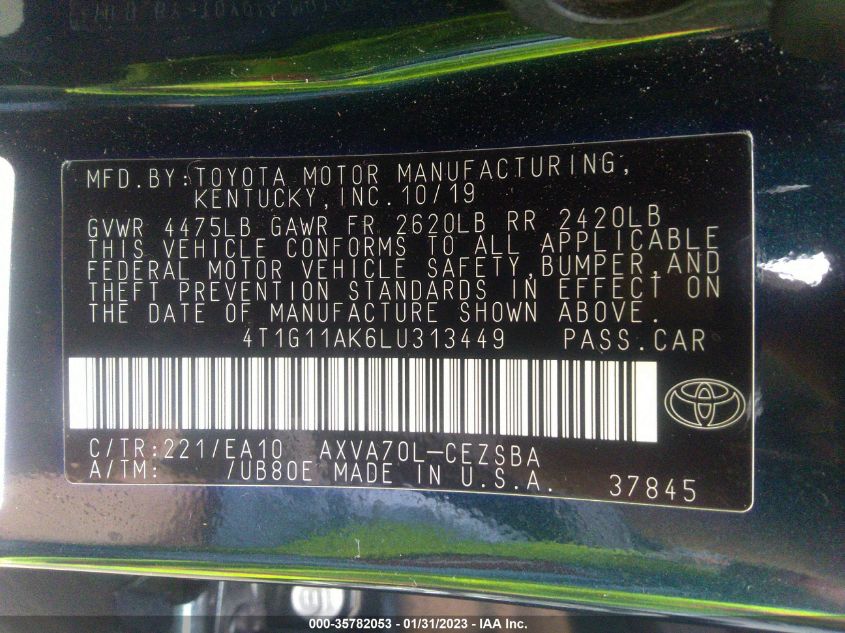 MFD.BY:TOYOTA MOTOR MANUFACTURING,
KENTUCKY,INC.10/19
GVWR 4475LB GAWR FR 2620LB RR 2420LB
THIS VEHICLE CONFORMS TO ALL APPLICABLE
FEDERAL MOTOR VEHICLE SAFETY,BUMPER,AND
THEFT PREVENTION STANDARDS IN EFFECT ON
THE DATE OF MANUFACTURE SHOWN ABOVE.
4T1G11AK6LU313449 PASS.CAR
C/TR:221/EA10 AXVA70L-CEZSBA
A/TM: /UB80E MADE IN U.S.A. 37845
000-35782053 - 01/31/2023 - IAA Inc.